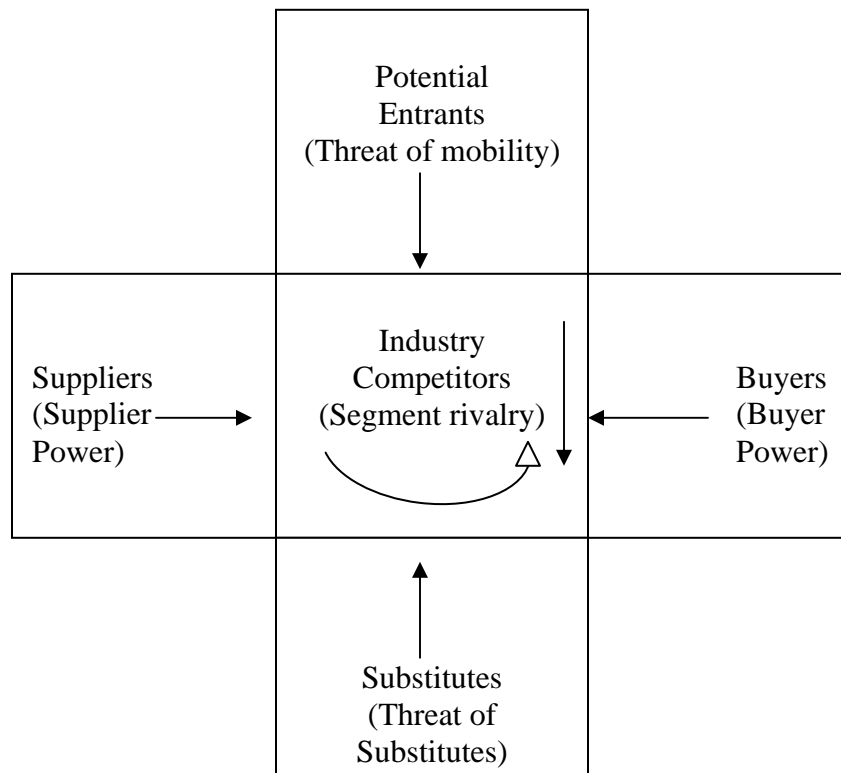 Potential
Entrants
(Threat of mobility)
Suppliers
(Supplier
Power)
Industry
Competitors
(Segment rivalry)
Buyers
(Buyer
Power)
Substitutes
(Threat of
Substitutes)